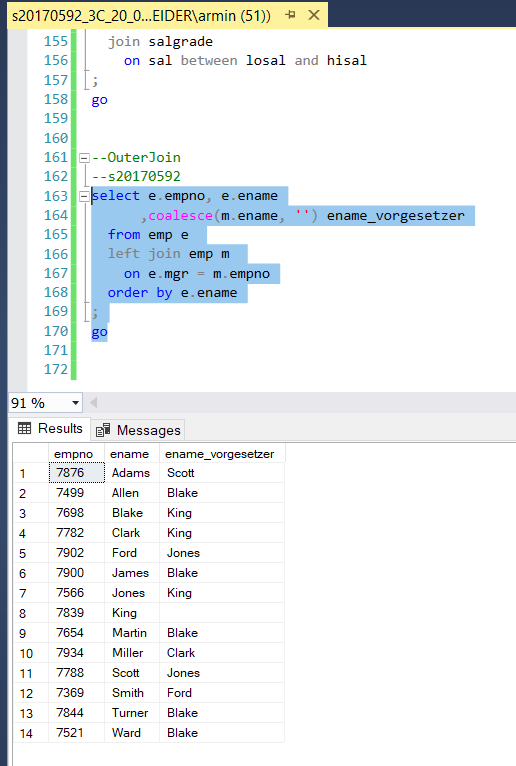 s20170592_3C_20_0...EIDER\armin (51))
155 join salgrade
156 on sal between losal and hisal
157 ;
158 go
159
160
161 --OuterJoin
162 --s20170592
163 select e.empno, e.ename
164 ,coalesce(m.ename, '') ename_vorgesetzer
165 from emp e
166 left join emp m
167 on e.mgr = m.empno
168 order by e.ename
169 ;
170 go
171
172
91 %
Results Messages
empno ename ename_vorgesetzer
1 7876 Adams Scott
2 7499 Allen Blake
3 7698 Blake King
4 7782 Clark King
5 7902 Ford Jones
6 7900 James Blake
7 7566 Jones King
8 7839 King
9 7654 Martin Blake
10 7934 Miller Clark
11 7788 Scott Jones
12 7369 Smith Ford
13 7844 Turner Blake
14 7521 Ward Blake